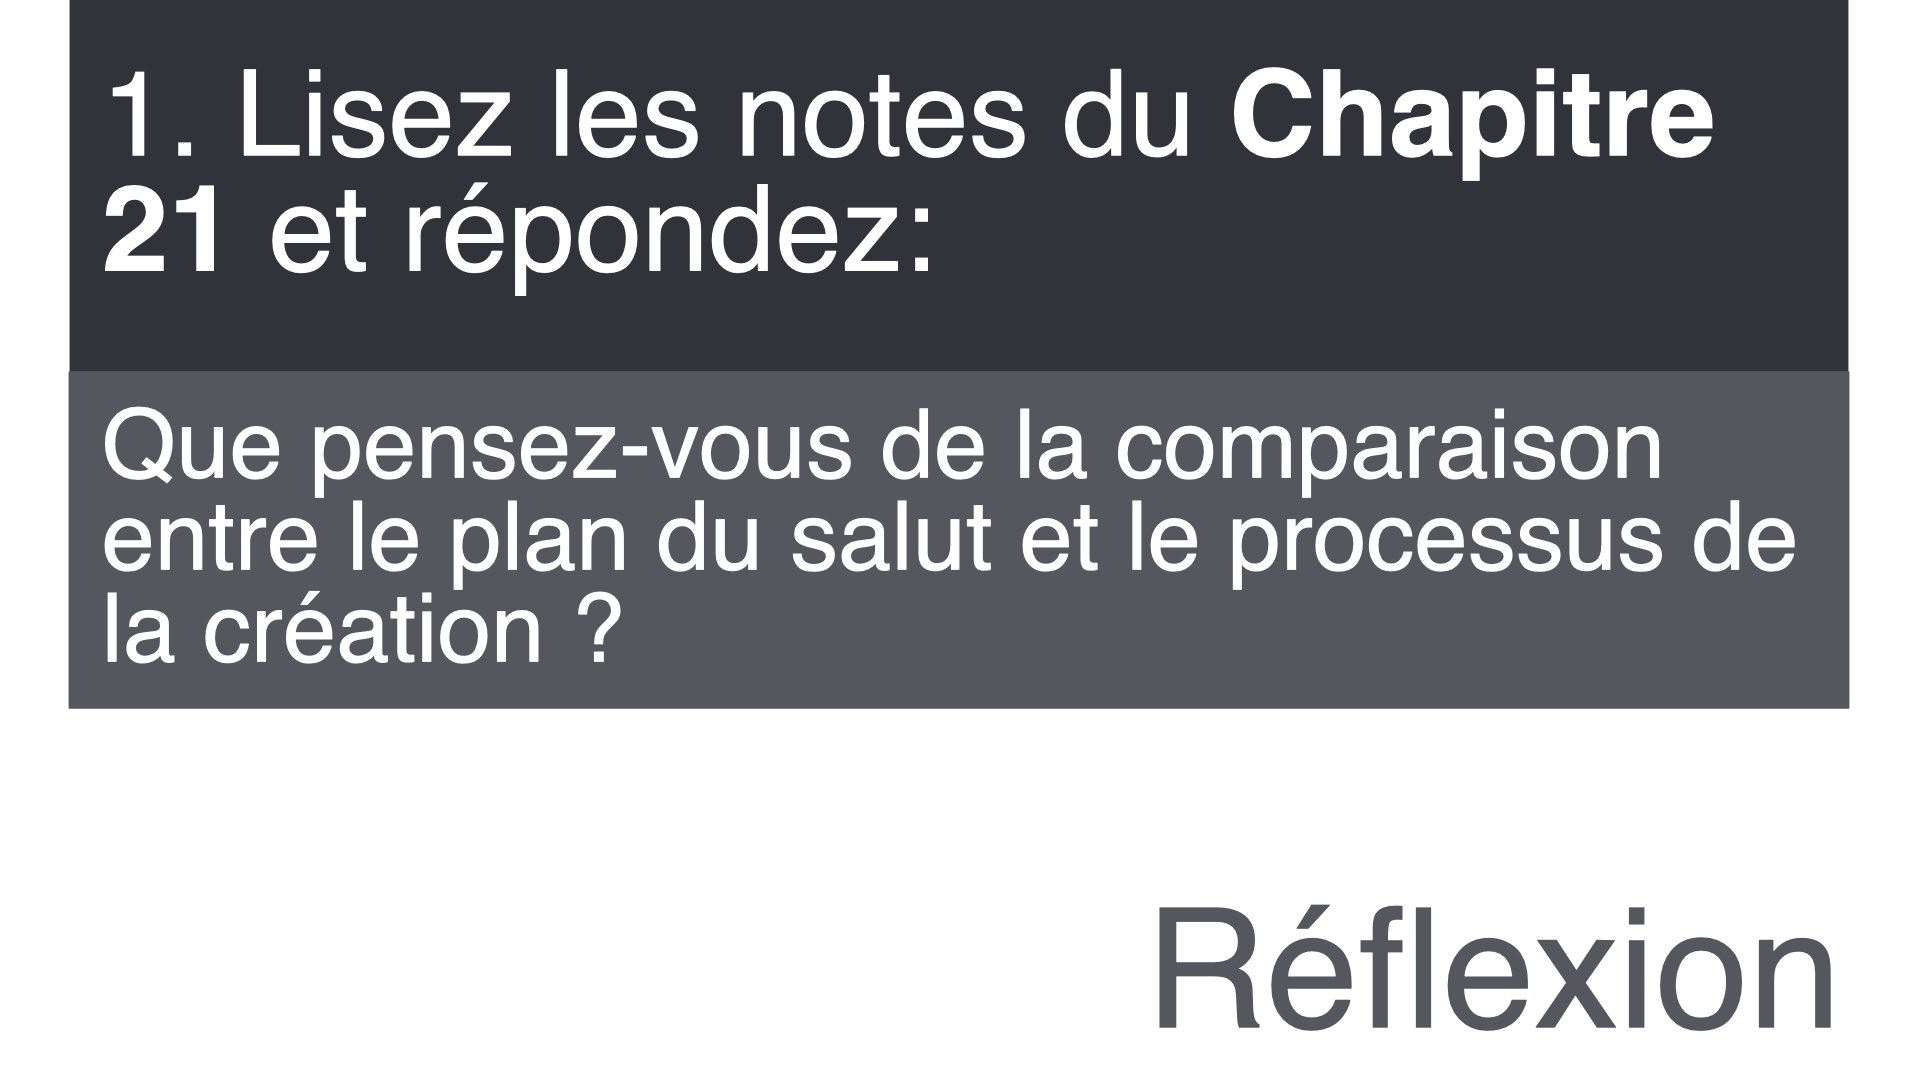 1. Lisez les notes du Chapitre
21 et répondez:
Que pensez-vous de la comparaison
entre le plan du salut et le processus de
la création ?
Réflexion